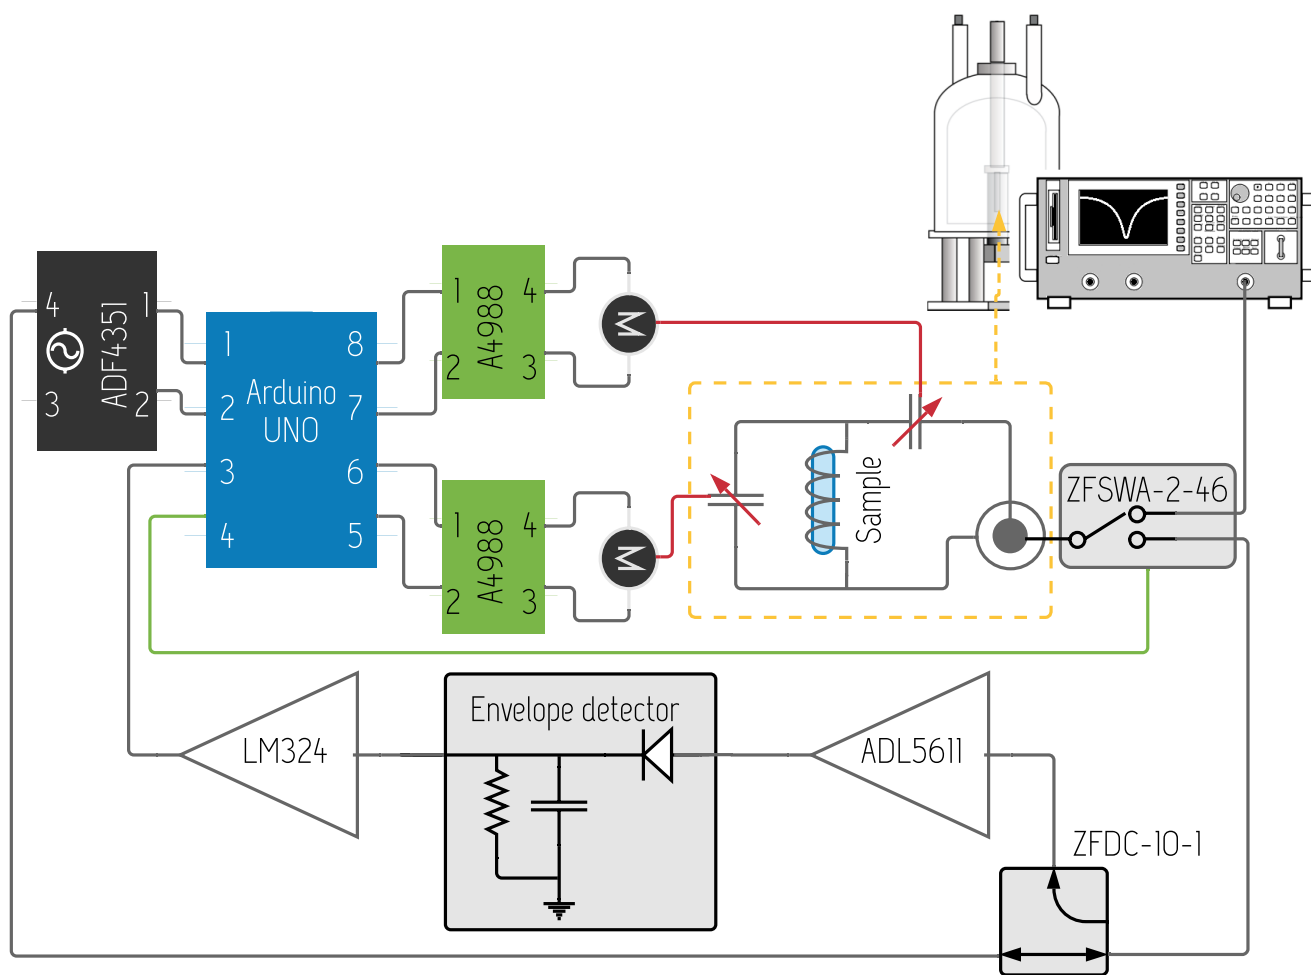 4
1
ADF4351
3
2
1
8
Arduino
UNO
2
7
3
6
4
5
1
4
A4988
2
3
M
1
4
A4988
2
3
M
Sample
ZFSWA-2-46
LM324
Envelope detector
ADL5611
ZFDC-10-1